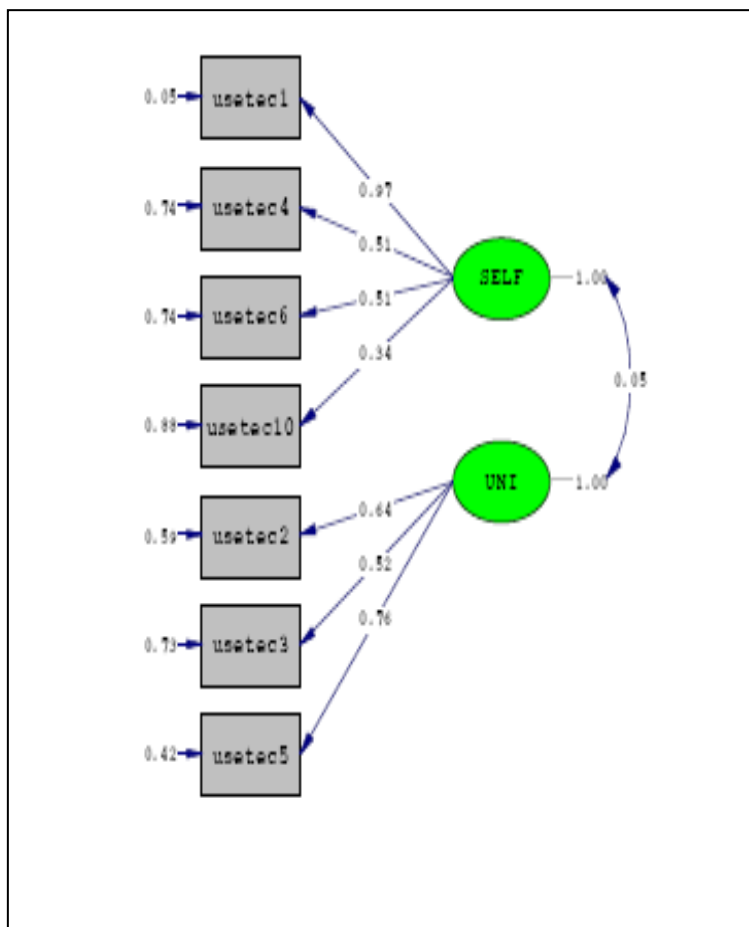 0.05 usetec1
0.97
0.74 usetec4
0.51
SELF 1.00
0.51
0.74 usetec6
0.34
0.05
0.88 usetec10
UNI 1.00
0.64
0.59 usetec2
0.52
0.76
0.73 usetec3
0.42 usetec5